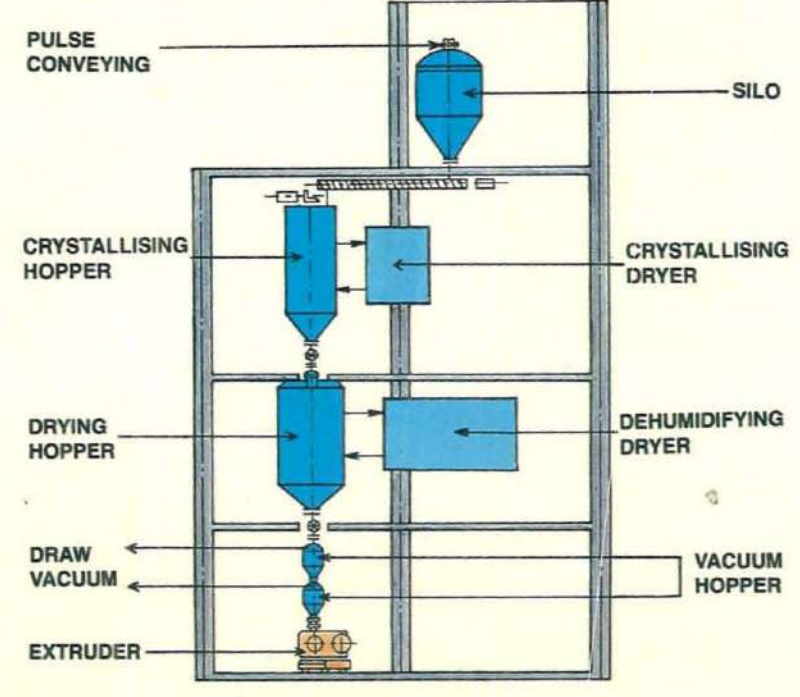 PULSE
CONVEYING
SILO
CRYSTALLISING
HOPPER
CRYSTALLISING
DRYER
DRYING
HOPPER
DEHUMIDIFYING
DRYER
DRAW
VACUUM
VACUUM
HOPPER
EXTRUDER